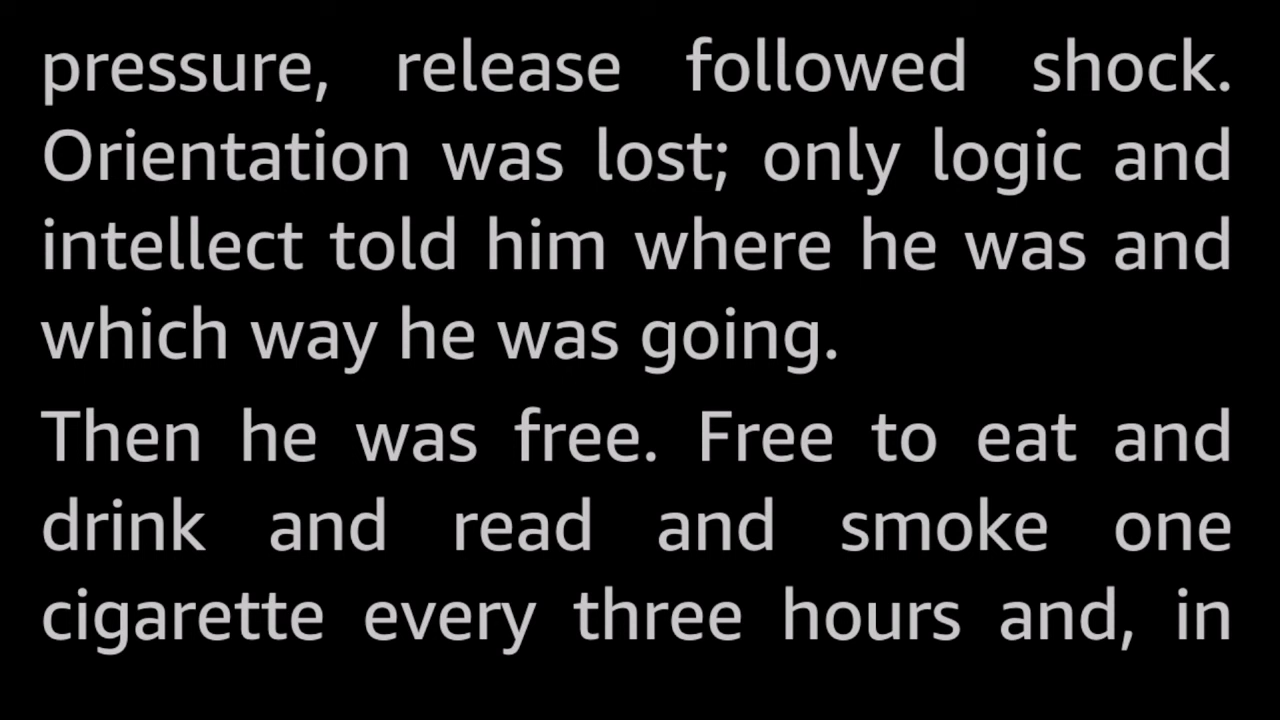 pressure, release followed shock.
Orientation was lost; only logic and
intellect told him where he was and
which way he was going.
Then he was free. Free to eat and
drink and read and smoke one
cigarette every three hours and, in